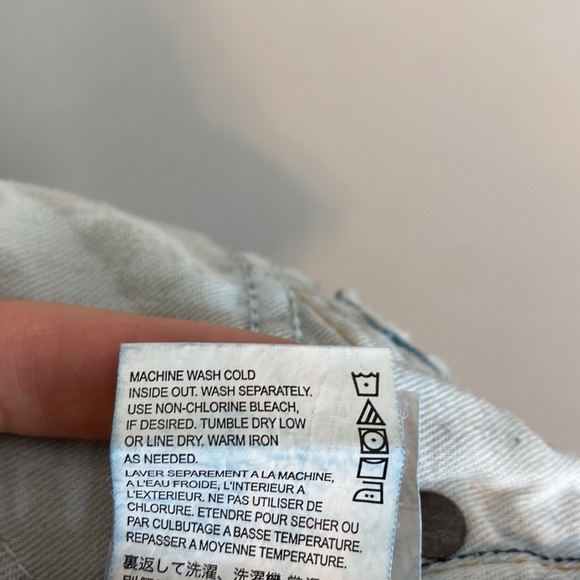 MACHINE WASH COLD
INSIDE OUT. WASH SEPARATELY.
USE NON-CHLORINE BLEACH,
IF DESIRED. TUMBLE DRY LOW
OR LINE DRY. WARM IRON
AS NEEDED.
LAVER SEPAREMENT A LA MACHINE,
A L'EAU FROIDE, L'INTERIEUR A
L'EXTERIEUR. NE PAS UTILISER DE
CHLORURE. ETENDRE POUR SECHER OU
PAR CULBUTAGE A BASSE TEMPERATURE.
REPASSER A MOYENNE TEMPERATURE.
裏返して洗濯、洗濯機